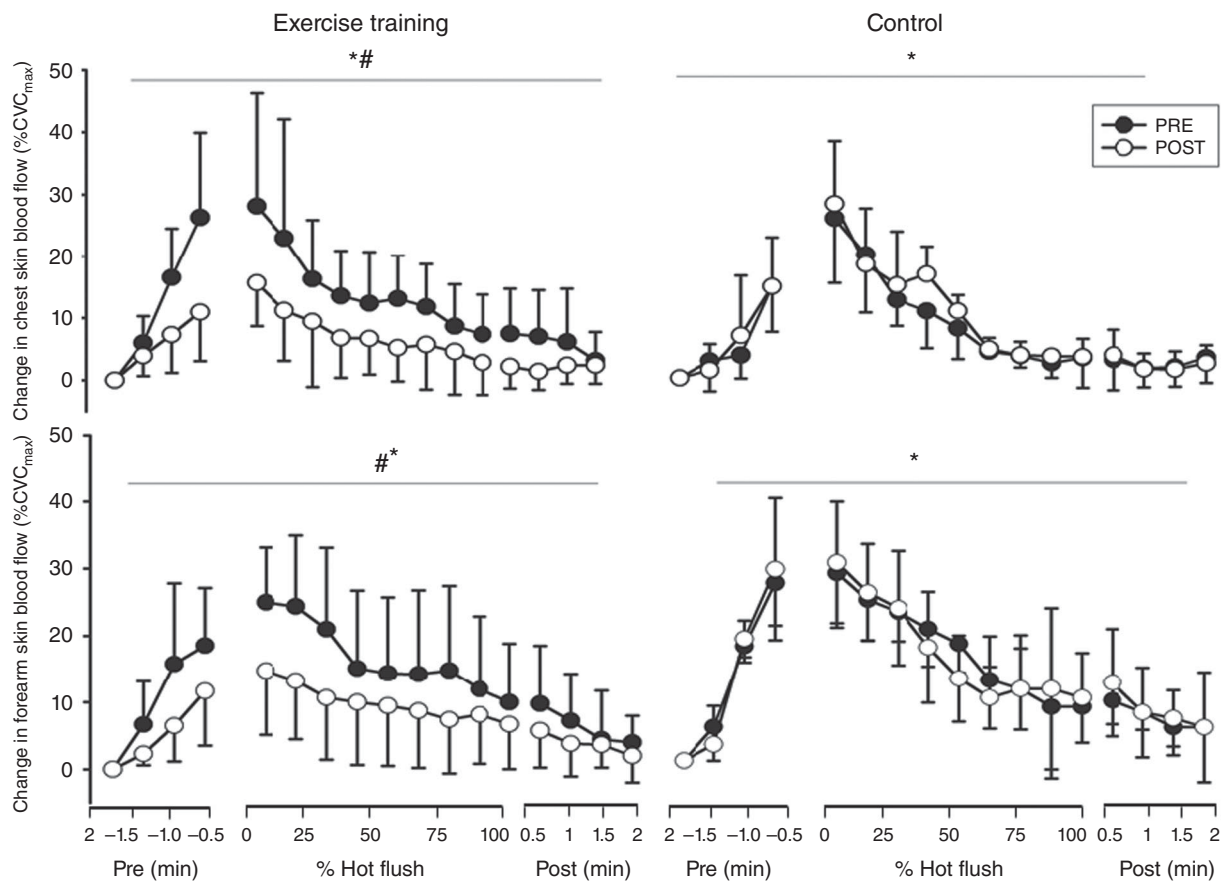 Exercise training
Control
*#
*
Change in chest skin blood flow (%CVCmax)
50
40
30
20
10
0
PRE
POST
#*
*
Change in forearm skin blood flow (%CVCmax)
50
40
30
20
10
0
2 −1.5 −1.0 −0.5
0 25 50 75 100
0.5 1 1.5 2
2 −1.5 −1.0 −0.5
0 25 50 75 100
0.5 1 1.5 2
Pre (min)
% Hot flush
Post (min)
Pre (min)
% Hot flush
Post (min)